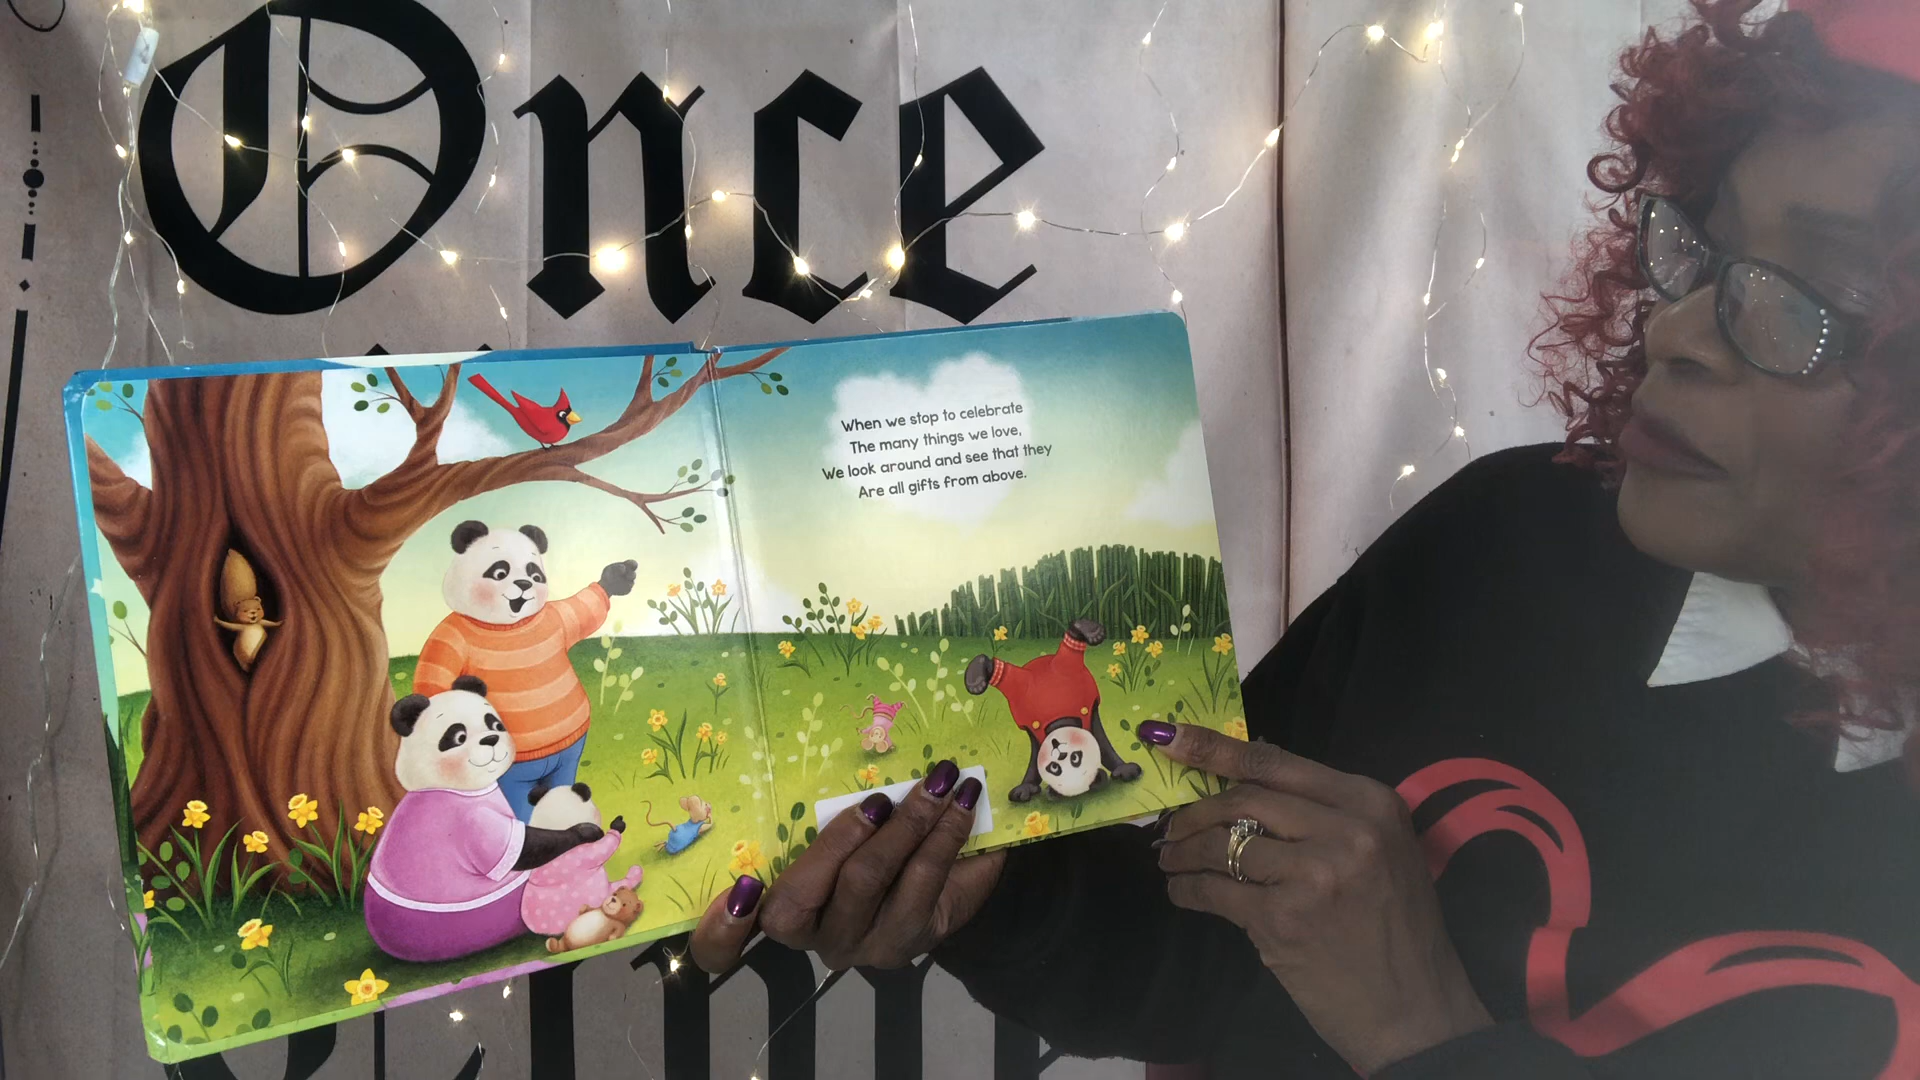 Once
When we stop to celebrate
The many things we love,
We look around and see that they
Are all gifts from above.